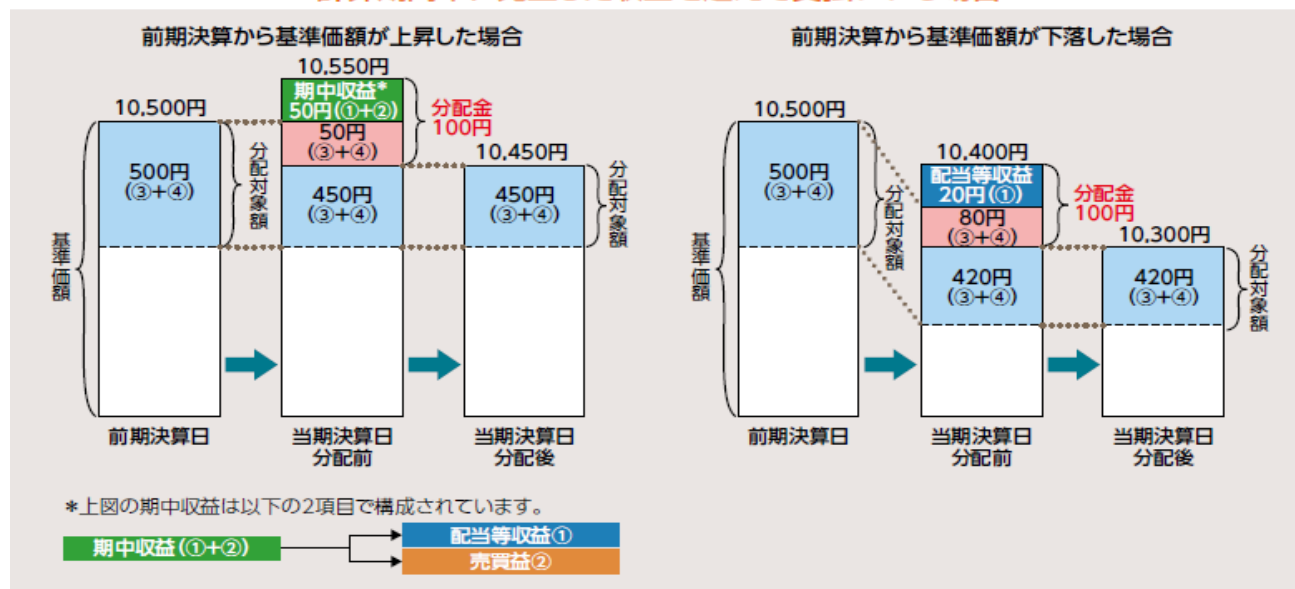 前期決算から基準価額が上昇した場合
10,550円
10,500円
期中収益*
50円(①+②)
分配金
100円
50円
(③+④)
10,450円
500円
(③+④)
分配対象額
450円
(③+④)
450円
(③+④)
分配対象額
基準価額
前期決算日
当期決算日
分配前
当期決算日
分配後
前期決算から基準価額が下落した場合
10,500円
10,400円
500円
(③+④)
分配対象額
配当等収益
20円(①)
分配金
100円
80円
(③+④)
10,300円
420円
(③+④)
420円
(③+④)
分配対象額
基準価額
前期決算日
当期決算日
分配前
当期決算日
分配後
*上図の期中収益は以下の2項目で構成されています。
期中収益(①+②)
配当等収益①
売買益②